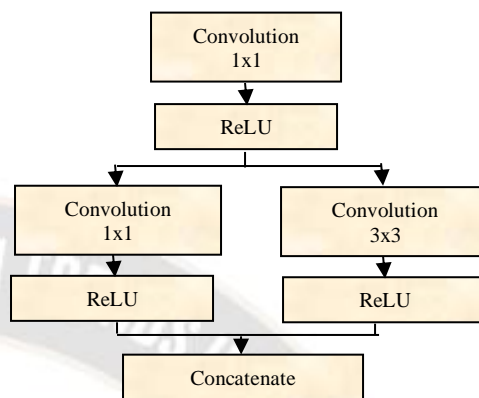 Convolution
1x1
ReLU
Convolution
1x1
Convolution
3x3
ReLU
ReLU
Concatenate